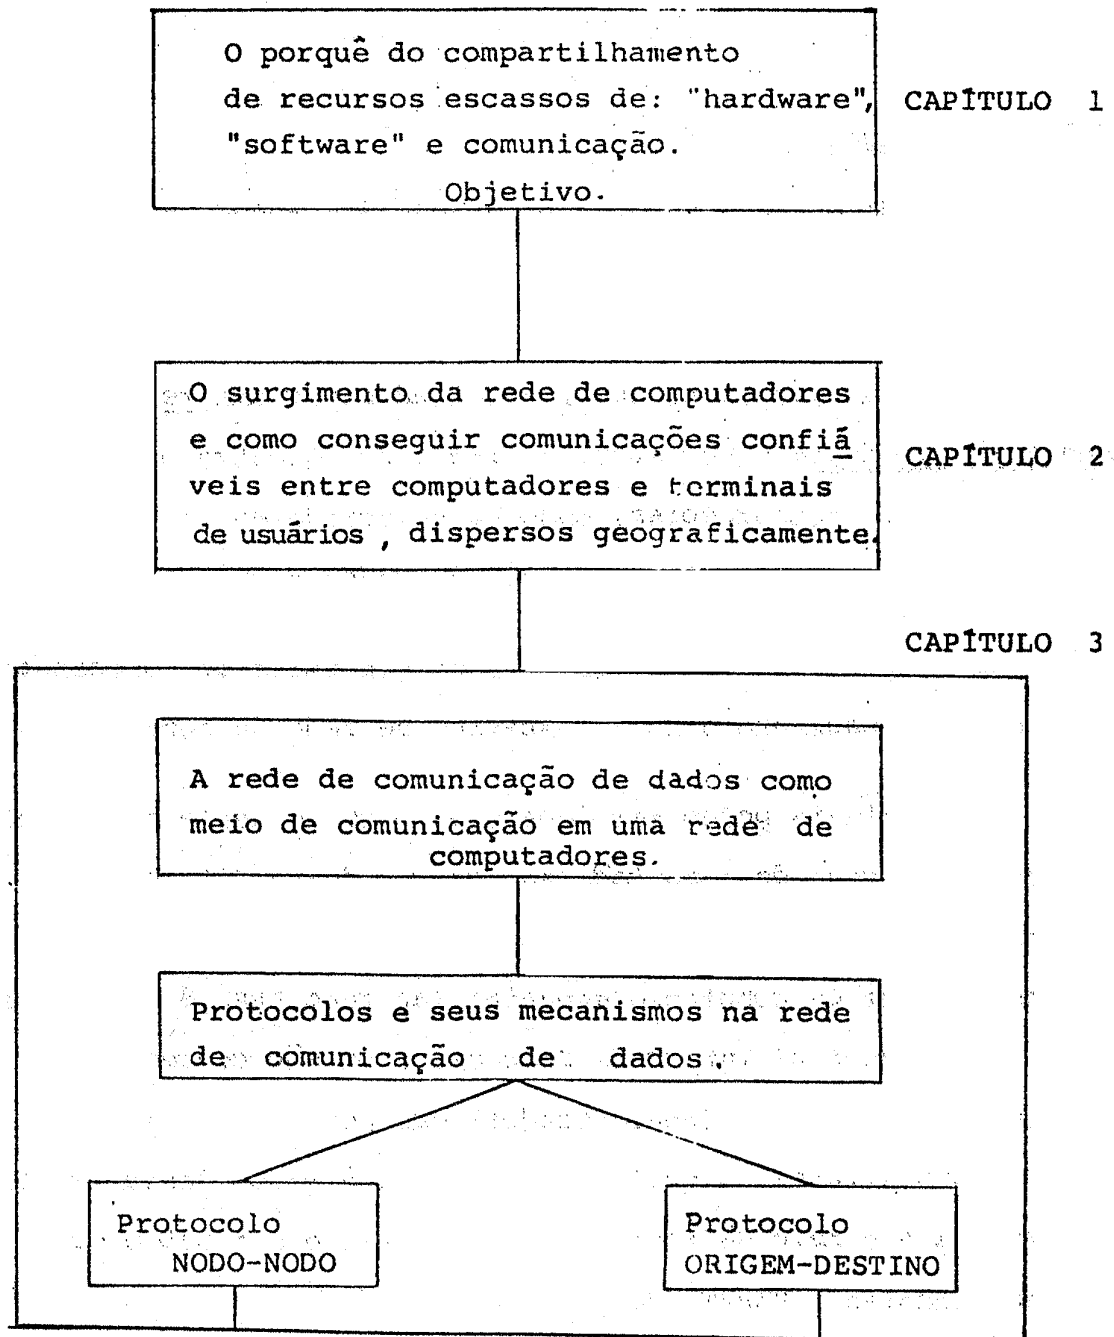 O porquê do compartilhamento
de recursos escassos de: "hardware",
"software" e comunicação.
Objetivo.
CAPÍTULO 1
O surgimento da rede de computadores
e como conseguir comunicações confiá
veis entre computadores e terminais
de usuários , dispersos geograficamente.
CAPÍTULO 2
CAPÍTULO 3
A rede de comunicação de dados como
meio de comunicação em uma rede de
computadores.
Protocolos e seus mecanismos na rede
de comunicação de dados.
Protocolo
NODO-NODO
Protocolo
ORIGEM-DESTINO